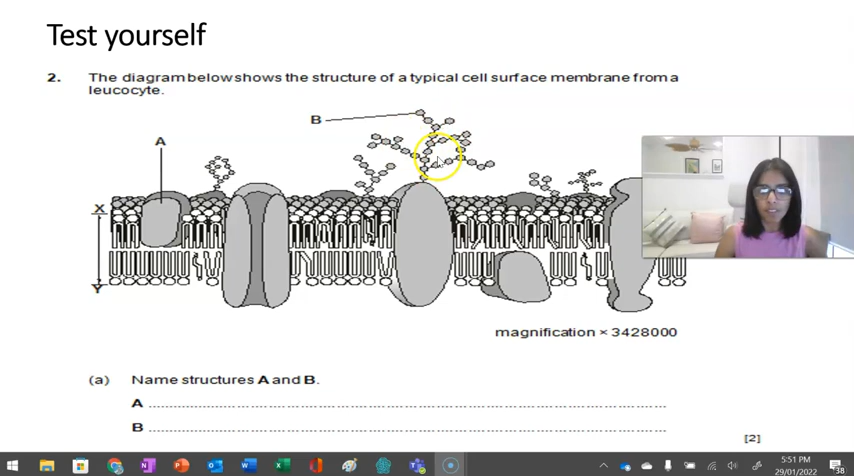 Test yourself
2. The diagram below shows the structure of a typical cell surface membrane from a
leucocyte.
B
A
X
Y
magnification × 3428000
(a) Name structures A and B.
A
B
[2]
5:51 PM
29/01/2022
38